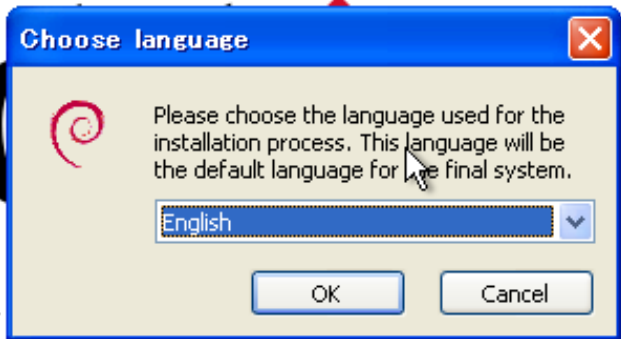 Choose language
Please choose the language used for the
installation process. This language will be
the default language for the final system.
English
OK
Cancel